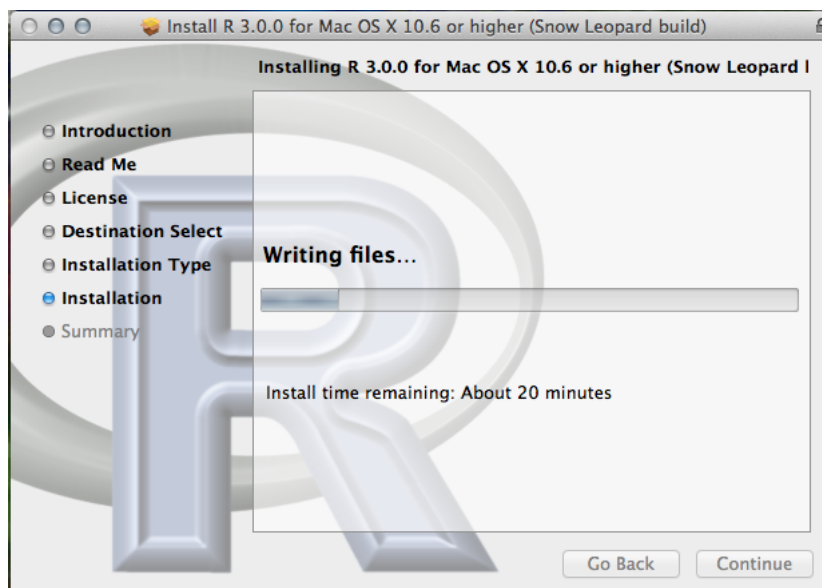 Install R 3.0.0 for Mac OS X 10.6 or higher (Snow Leopard build)
Installing R 3.0.0 for Mac OS X 10.6 or higher (Snow Leopard
Introduction
Read Me
License
Destination Select
Installation Type
Installation
Summary
Writing files...
Install time remaining: About 20 minutes
Go Back
Continue
R